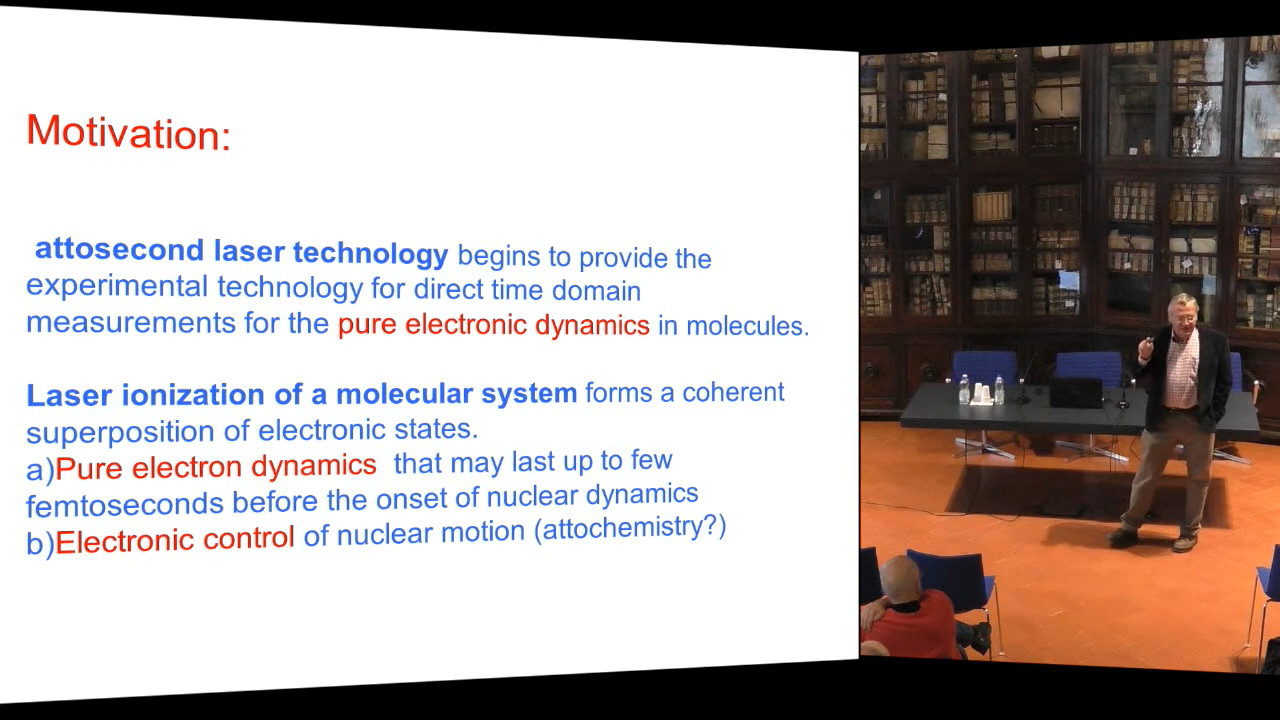 Motivation:
attosecond laser technology begins to provide the
experimental technology for direct time domain
measurements for the pure electronic dynamics in molecules.
Laser ionization of a molecular system forms a coherent
superposition of electronic states.
a)Pure electron dynamics that may last up to few
femtoseconds before the onset of nuclear dynamics
b)Electronic control of nuclear motion (attochemistry?)